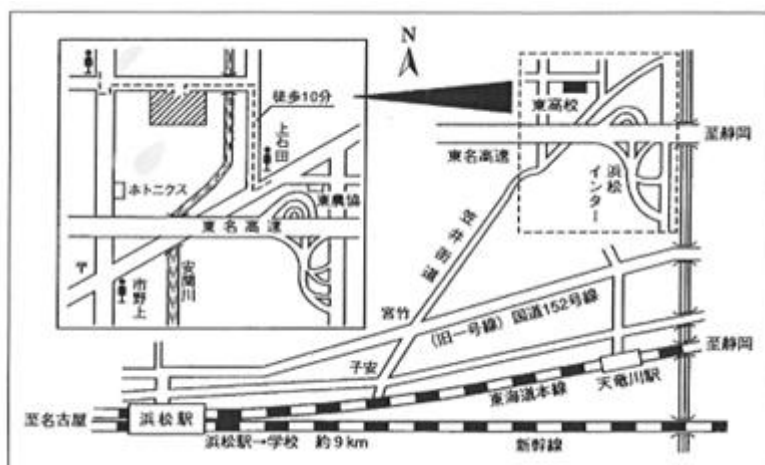 N
徒歩10分
上石田
ホトニクス
東農協
東名高速
〒
市野上
安間川
東高校
至静岡
東名高速
浜松
インター
笠井街道
宮竹
(旧一号線) 国道152号線
子安
至静岡
天竜川駅
東海道本線
至名古屋
浜松駅
浜松駅→学校 約9km
新幹線